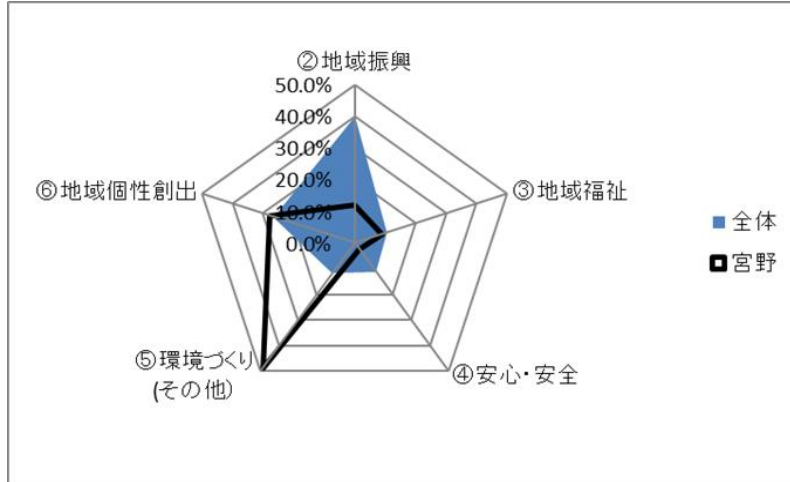 ②地域振興
50.0%
40.0%
30.0%
20.0%
10.0%
0.0%
③地域福祉
④安心・安全
⑤環境づくり
(その他)
⑥地域個性創出
全体
宮野